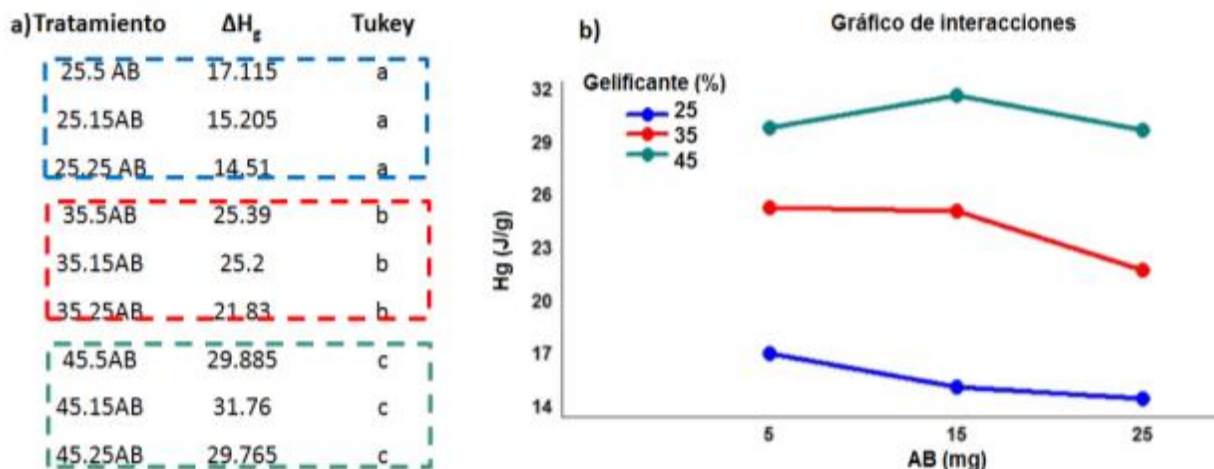 a) Tratamiento ΔHg Tukey
25.5 AB 17.115 a
25.15AB 15.205 a
25.25 AB 14.51 a
35.5AB 25.39 b
35.15AB 25.2 b
35.25AB 21.83 b
45.5AB 29.885 c
45.15AB 31.76 c
45.25AB 29.765 c
b) Gráfico de interacciones
Gelificante (%)
25
35
45
Hg (J/g)
32
29
26
23
20
17
14
5 15 25
AB (mg)